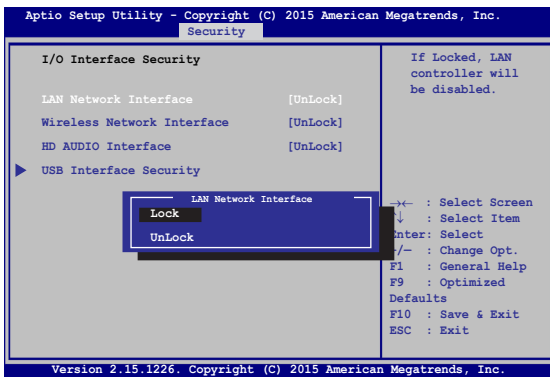 Aptio Setup Utility - Copyright (C) 2015 American Megatrends, Inc.
Security
I/O Interface Security
LAN Network Interface [UnLock]
Wireless Network Interface [UnLock]
HD AUDIO Interface [UnLock]
USB Interface Security
LAN Network Interface
Lock
UnLock
If Locked, LAN
controller will
be disabled.
→← : Select Screen
↑↓ : Select Item
Enter: Select
+/— : Change Opt.
F1 : General Help
F9 : Optimized
Defaults
F10 : Save & Exit
ESC : Exit
Version 2.15.1226. Copyright (C) 2015 American Megatrends, Inc.